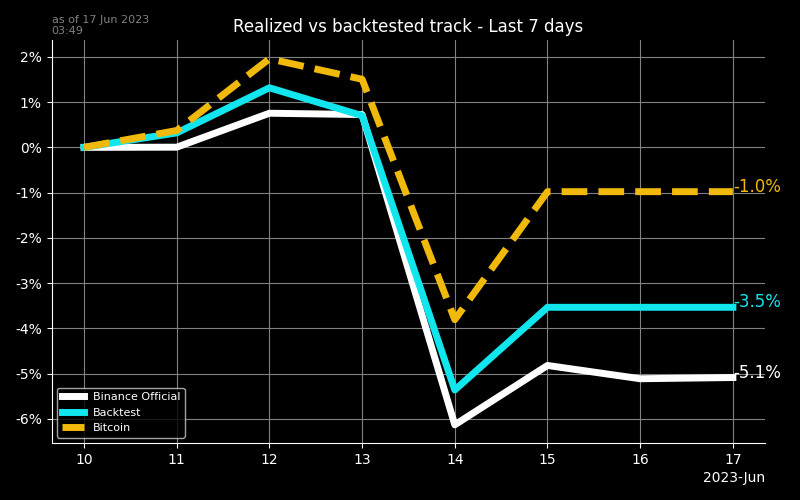 as of 17 Jun 2023
03:49
Realized vs backtested track - Last 7 days
2%
1%
0%
-1%
-2%
-3%
-4%
-5%
-6%
-1.0%
-3.5%
-5.1%
Binance Official
Backtest
Bitcoin
10 11 12 13 14 15 16 17
2023-Jun